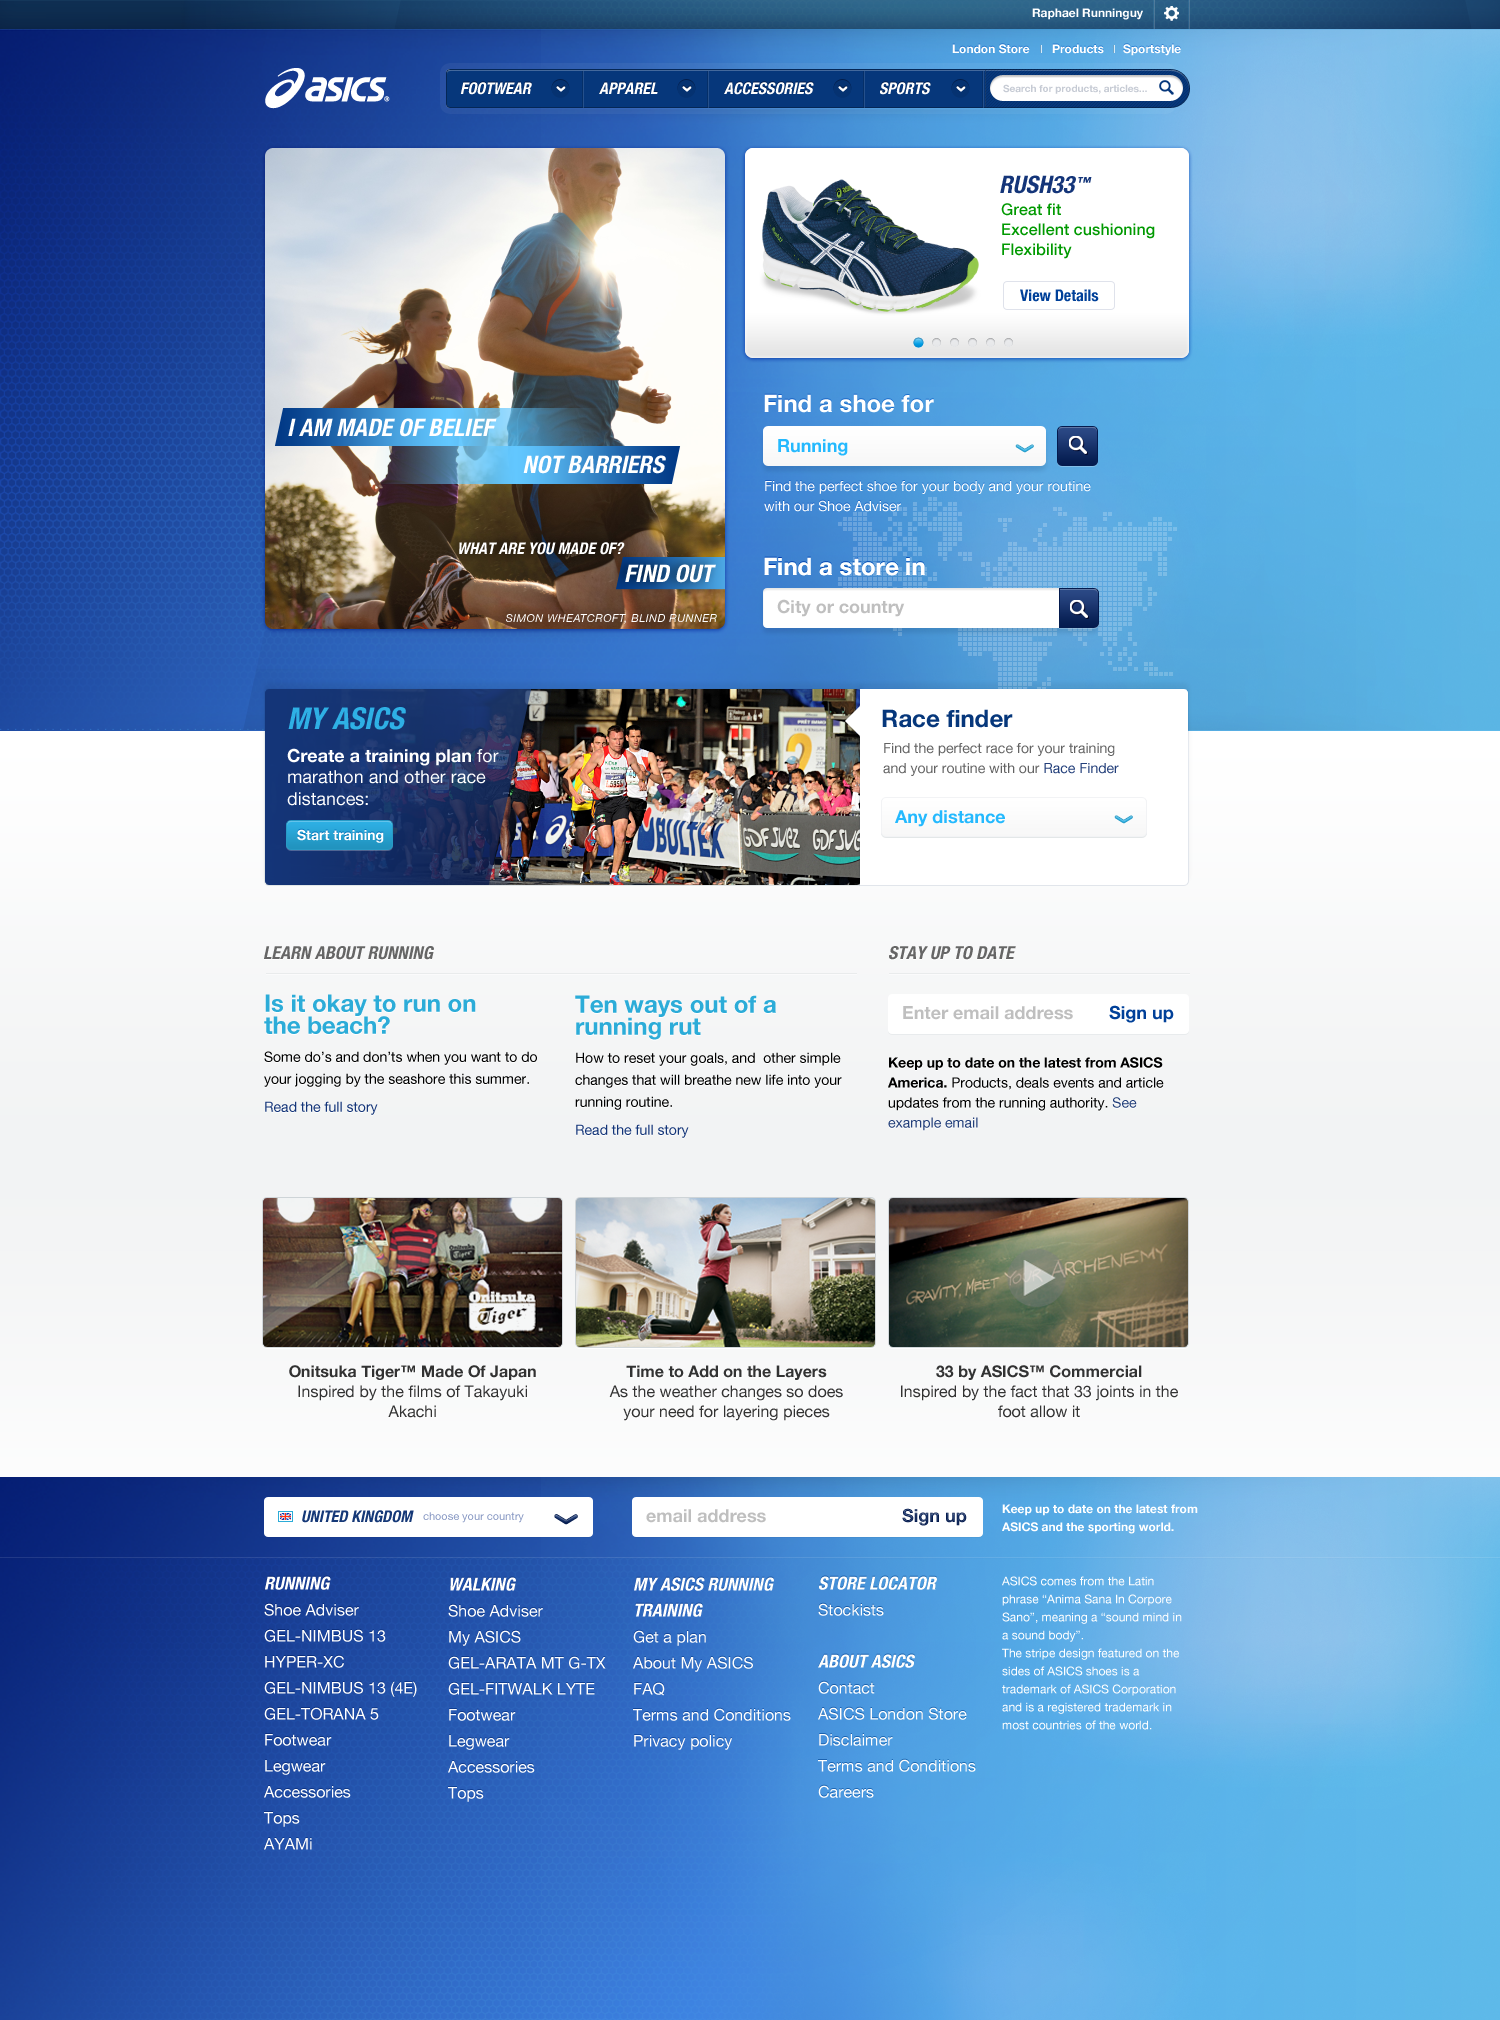 Raphael Runninguy
London Store | Products | Sportstyle
asics®
FOOTWEAR
APPAREL
ACCESSORIES
SPORTS
Search for products, articles...
I AM MADE OF BELIEF
NOT BARRIERS
WHAT ARE YOU MADE OF?
FIND OUT
SIMON WHEATCROFT, BLIND RUNNER
RUSH33™
Great fit
Excellent cushioning
Flexibility
View Details
Find a shoe for
Running
Find the perfect shoe for your body and your routine
with our Shoe Adviser
Find a store in
City or country
MY ASICS
Create a training plan for
marathon and other race
distances:
Start training
BULTEX
GDF SUEZ
GDF SUEZ
Race finder
Find the perfect race for your training
and your routine with our Race Finder
Any distance
LEARN ABOUT RUNNING
Is it okay to run on
the beach?
Some do's and don'ts when you want to do
your jogging by the seashore this summer.
Read the full story
Ten ways out of a
running rut
How to reset your goals, and  other simple
changes that will breathe new life into your
running routine.
Read the full story
STAY UP TO DATE
Enter email address
Sign up
Keep up to date on the latest from ASICS
America. Products, deals events and article
updates from the running authority. See
example email
Onitsuka
Tiger
Onitsuka
Tiger
GRAVITY, MEET YOUR ARCHENEMY
Onitsuka Tiger™ Made Of Japan
Inspired by the films of Takayuki
Akachi
Time to Add on the Layers
As the weather changes so does
your need for layering pieces
33 by ASICS™ Commercial
Inspired by the fact that 33 joints in the
foot allow it
UNITED KINGDOM choose your country
email address
Sign up
Keep up to date on the latest from
ASICS and the sporting world.
RUNNING
Shoe Adviser
GEL-NIMBUS 13
HYPER-XC
GEL-NIMBUS 13 (4E)
GEL-TORANA 5
Footwear
Legwear
Accessories
Tops
AYAMi
WALKING
Shoe Adviser
My ASICS
GEL-ARATA MT G-TX
GEL-FITWALK LYTE
Footwear
Legwear
Accessories
Tops
MY ASICS RUNNING
TRAINING
Get a plan
About My ASICS
FAQ
Terms and Conditions
Privacy policy
STORE LOCATOR
Stockists
ABOUT ASICS
Contact
ASICS London Store
Disclaimer
Terms and Conditions
Careers
ASICS comes from the Latin
phrase “Anima Sana In Corpore
Sano”, meaning a “sound mind in
a sound body”.
The stripe design featured on the
sides of ASICS shoes is a
trademark of ASICS Corporation
and is a registered trademark in
most countries of the world.